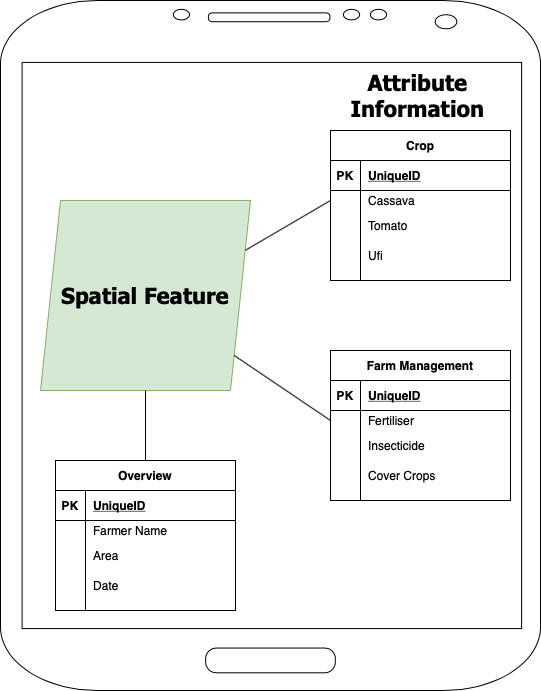 Attribute
Information
Crop
PK UniqueID
Cassava
Tomato
Ufi
Spatial Feature
Farm Management
PK UniqueID
Fertiliser
Insecticide
Cover Crops
Overview
PK UniqueID
Farmer Name
Area
Date